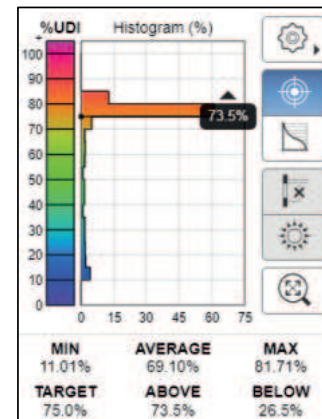 %UDI Histogram (%)
+
100
90
80
73.5%
70
60
50
40
30
20
10
0
0 15 30 45 60 75
MIN AVERAGE MAX
11.01% 69.10% 81.71%
TARGET ABOVE BELOW
75.0% 73.5% 26.5%